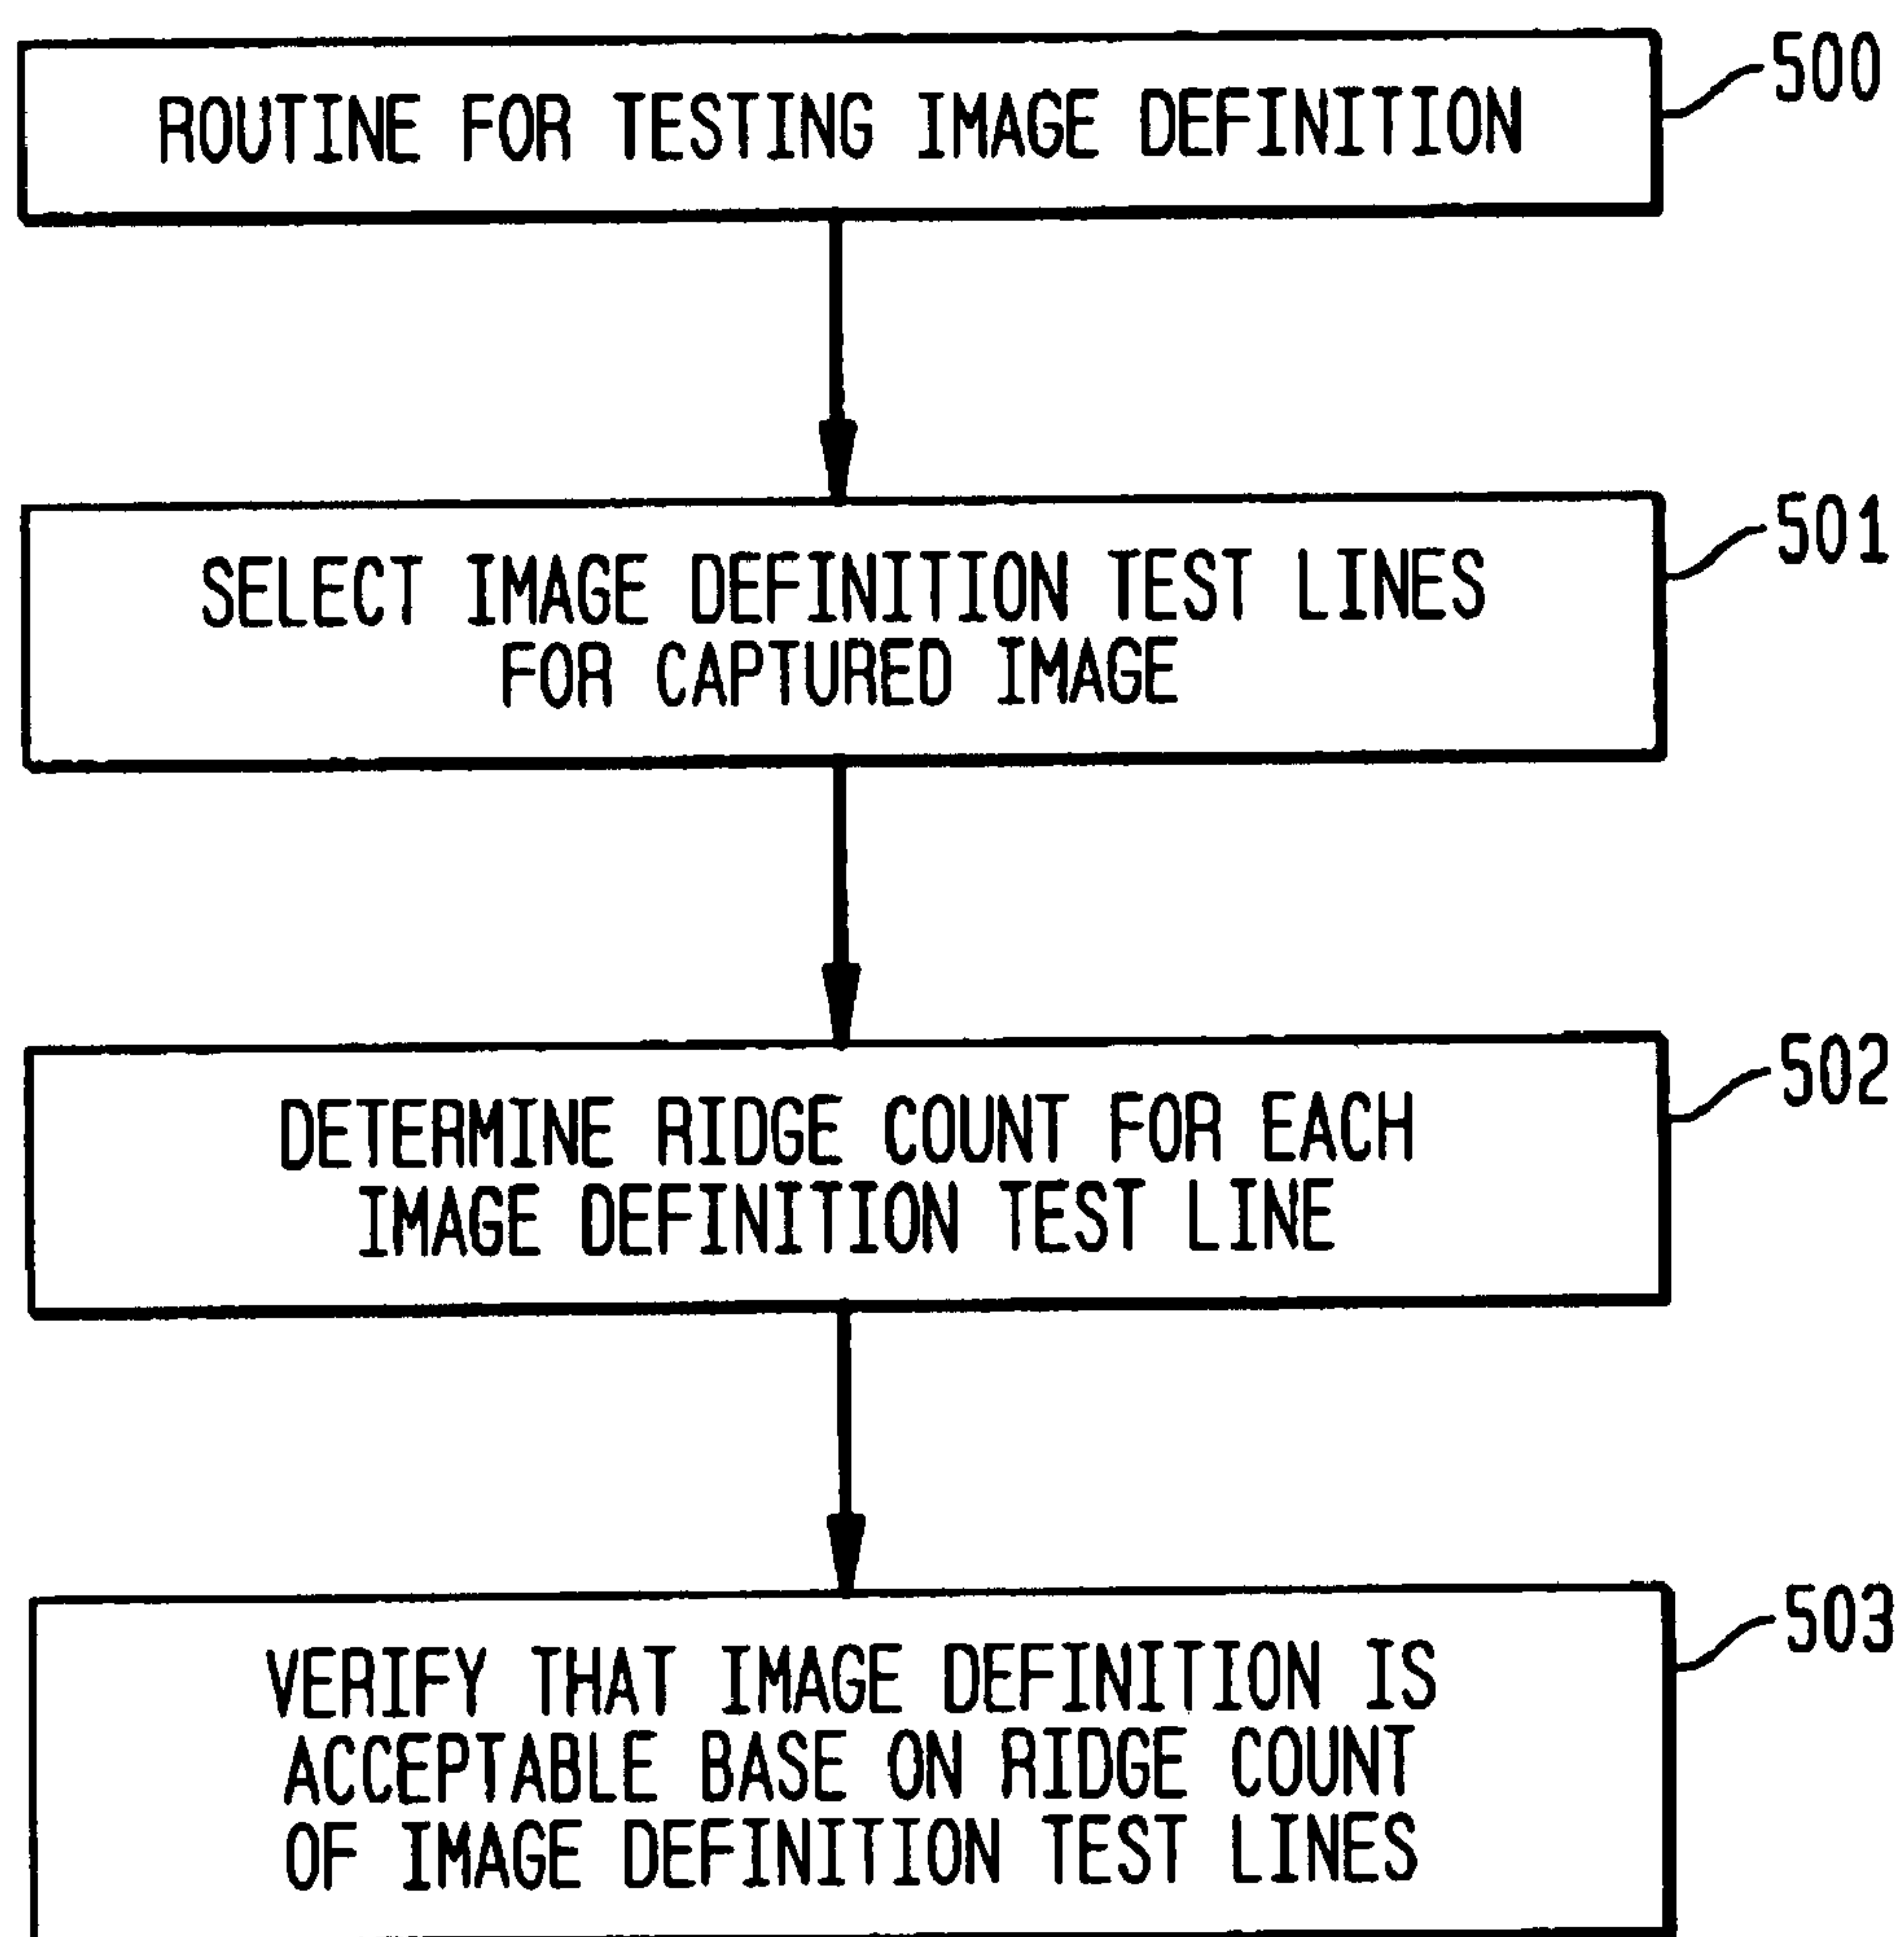 ROUTINE FOR TESTING IMAGE DEFINITION
500
SELECT IMAGE DEFINITION TEST LINES
FOR CAPTURED IMAGE
501
DETERMINE RIDGE COUNT FOR EACH
IMAGE DEFINITION TEST LINE
502
VERIFY THAT IMAGE DEFINITION IS
ACCEPTABLE BASE ON RIDGE COUNT
OF IMAGE DEFINITION TEST LINES
503